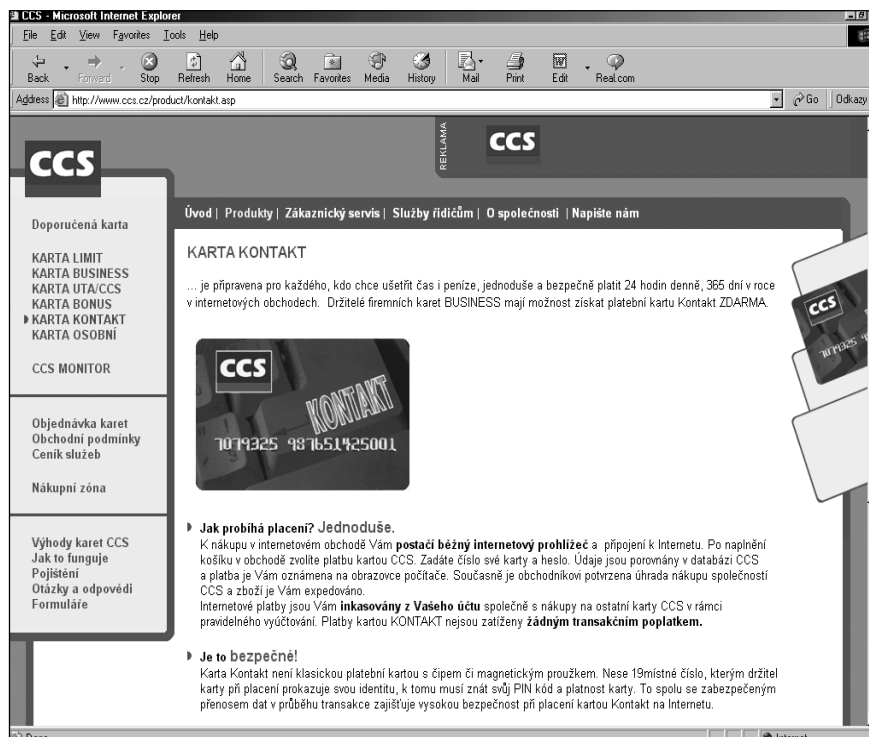 CCS - Microsoft Internet Explorer
File Edit View Favorites Tools Help
Back Forward Stop Refresh Home Search Favorites Media History Mail Print Edit Real.com
Address http://www.ccs.cz/product/kontakt.asp Go Odkazy
REKLAMA
CCS
CCS
Úvod | Produkty | Zákaznický servis | Služby řidičům | O společnosti | Napište nám
Doporučená karta
KARTA LIMIT
KARTA BUSINESS
KARTA UTA/CCS
KARTA BONUS
KARTA KONTAKT
KARTA OSOBNÍ
CCS MONITOR
Objednávka karet
Obchodní podmínky
Ceník služeb
Nákupní zóna
Výhody karet CCS
Jak to funguje
Pojištění
Otázky a odpovědi
Formuláře
KARTA KONTAKT
... je připravena pro každého, kdo chce ušetřit čas i peníze, jednoduše a bezpečně platit 24 hodin denně, 365 dní v roce
v internetových obchodech. Držitelé firemních karet BUSINESS mají možnost získat platební kartu Kontakt ZDARMA.
CCS
KONTAKT
7079325 987651425001
CCS
Jak probíhá placení? Jednoduše.
K nákupu v internetovém obchodě Vám postačí běžný internetový prohlížeč a připojení k Internetu. Po naplnění
košíku v obchodě zvolíte platbu kartou CCS. Zadáte číslo své karty a heslo. Údaje jsou porovnány v databázi CCS
a platba je Vám oznámena na obrazovce počítače. Současně je obchodníkovi potvrzena úhrada nákupu společností
CCS a zboží je Vám expedováno.
Internetové platby jsou Vám inkasovány z Vašeho účtu společně s nákupy na ostatní karty CCS v rámci
pravidelného vyúčtování. Platby kartou KONTAKT nejsou zatíženy žádným transakčním poplatkem.
Je to bezpečné!
Karta Kontakt není klasickou platební kartou s čipem či magnetickým proužkem. Nese 19místné číslo, kterým držitel
karty při placení prokazuje svou identitu, k tomu musí znát svůj PIN kód a platnost karty. To spolu se zabezpečeným
přenosem dat v průběhu transakce zajišťuje vysokou bezpečnost při placení kartou Kontakt na Internetu.